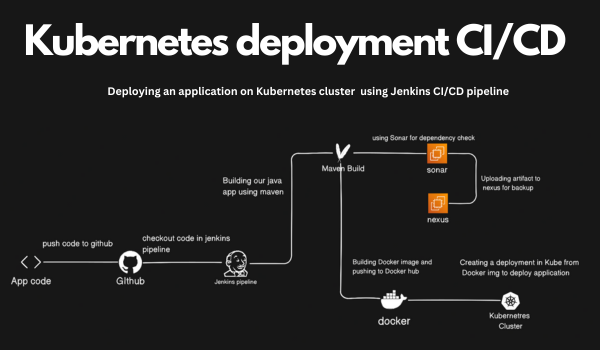 Kubernetes deployment CI/CD
Deploying an application on Kubernetes cluster using Jenkins CI/CD pipeline
using Sonar for dependency check
Maven Build
sonar
Building our java
app using maven
Uploading artifact to
nexus for backup
nexus
push code to github
checkout code in jenkins
pipeline
App code
GIthub
Jenkins pipeline
Building Docker image and
pushing to Docker hub
Creating a deployment in Kube from
Docker img to deploy application
docker
Kubernetres
Cluster